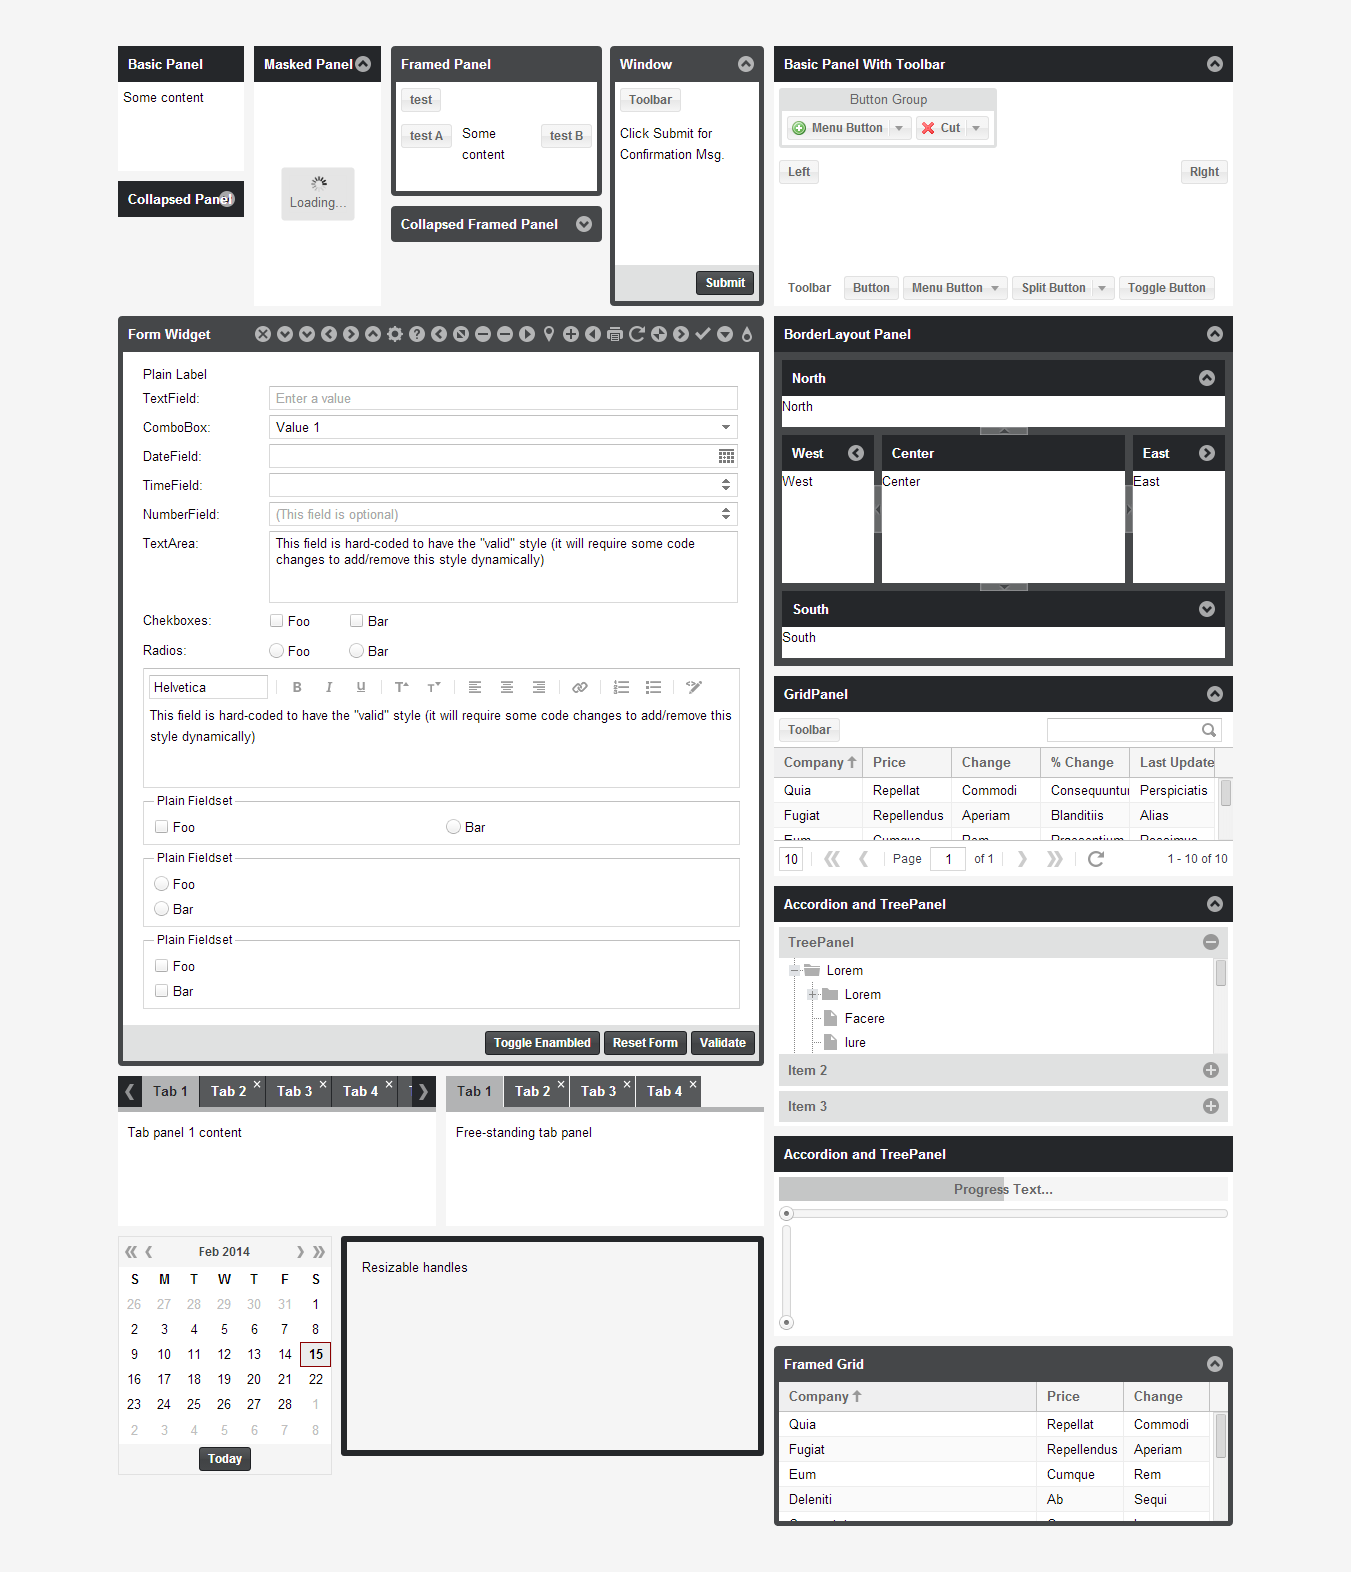 Basic Panel
Some content
Collapsed Panel
Masked Panel
Loading...
Framed Panel
test
test A
Some
content
test B
Collapsed Framed Panel
Window
Toolbar
Click Submit for
Confirmation Msg.
Submit
Basic Panel With Toolbar
Button Group
Menu Button
Cut
Left
Right
Toolbar
Button
Menu Button
Split Button
Toggle Button
Form Widget
Plain Label
TextField:
Enter a value
ComboBox:
Value 1
DateField:
TimeField:
NumberField:
(This field is optional)
TextArea:
This field is hard-coded to have the "valid" style (it will require some code
changes to add/remove this style dynamically)
Chekboxes:
Foo
Bar
Radios:
Foo
Bar
Helvetica
B
I
U
T
T
This field is hard-coded to have the "valid" style (it will require some code changes to add/remove this
style dynamically)
Plain Fieldset
Foo
Bar
Plain Fieldset
Foo
Bar
Plain Fieldset
Foo
Bar
Toggle Enambled
Reset Form
Validate
BorderLayout Panel
North
North
West
West
Center
Center
East
East
South
South
GridPanel
Toolbar
Company Price Change % Change Last Update
Quia Repellat Commodi Consequuntur Perspiciatis
Fugiat Repellendus Aperiam Blanditiis Alias
Eum Cumque Rem Praesentium Possimus
10
Page 1 of 1
1 - 10 of 10
Accordion and TreePanel
TreePanel
Lorem
Lorem
Facere
Iure
Item 2
Item 3
Tab 1
Tab 2
Tab 3
Tab 4
Tab panel 1 content
Tab 1
Tab 2
Tab 3
Tab 4
Free-standing tab panel
Accordion and TreePanel
Progress Text...
Feb 2014
S M T W T F S
26 27 28 29 30 31 1
2 3 4 5 6 7 8
9 10 11 12 13 14 15
16 17 18 19 20 21 22
23 24 25 26 27 28 1
2 3 4 5 6 7 8
Today
Resizable handles
Framed Grid
Company Price Change
Quia Repellat Commodi
Fugiat Repellendus Aperiam
Eum Cumque Rem
Deleniti Ab Sequi